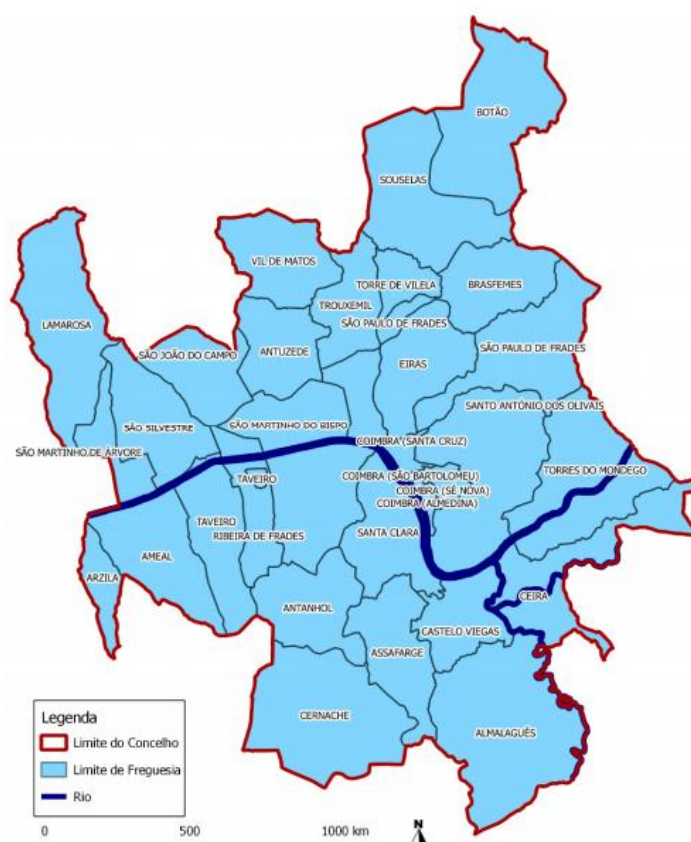 BOTÃO
SOUSELAS
VIL DE MATOS
TORRE DE VILELA
BRASFEMES
TROUXEMIL
LAMAROSA
SÃO PAULO DE FRADES
SÃO JOÃO DO CAMPO
ANTUZEDE
SÃO PAULO DE FRADES
EIRAS
SANTO ANTÓNIO DOS OLIVAIS
SÃO SILVESTRE
SÃO MARTINHO DO BISPO
COIMBRA (SANTA CRUZ)
SÃO MARTINHO DE ÁRVORE
TORRES DO MONDEGO
COIMBRA (SÃO BARTOLOMEU)
TAVEIRO
COIMBRA (SÉ NOVA)
COIMBRA (ALMEDINA)
TAVEIRO
SANTA CLARA
RIBEIRA DE FRADES
AMEAL
ARZILA
CEIRA
ANTANHOL
CASTELO VIEGAS
ASSAFARGE
CERNACHE
ALMALAGUÊS
Legenda
Limite do Concelho
Limite de Freguesia
Rio
0 500 1000 km
N